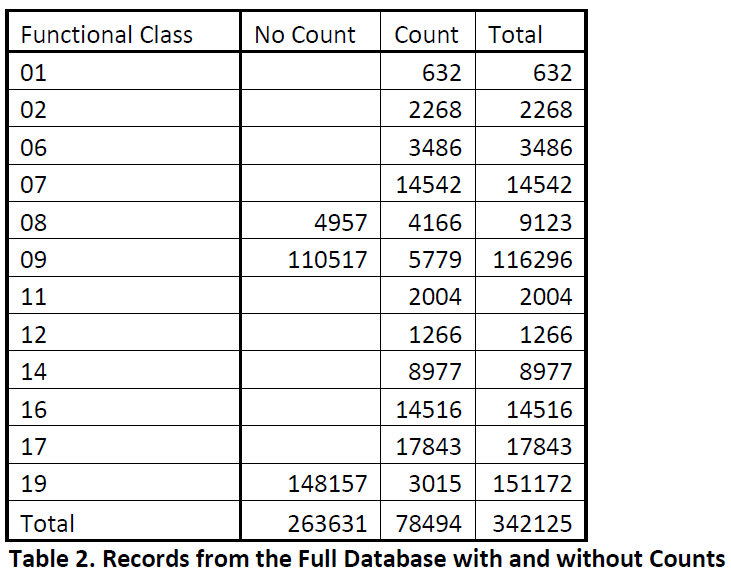 Functional Class No Count Count Total
01 632 632
02 2268 2268
06 3486 3486
07 14542 14542
08 4957 4166 9123
09 110517 5779 116296
11 2004 2004
12 1266 1266
14 8977 8977
16 14516 14516
17 17843 17843
19 148157 3015 151172
Total 263631 78494 342125
Table 2. Records from the Full Database with and without Counts